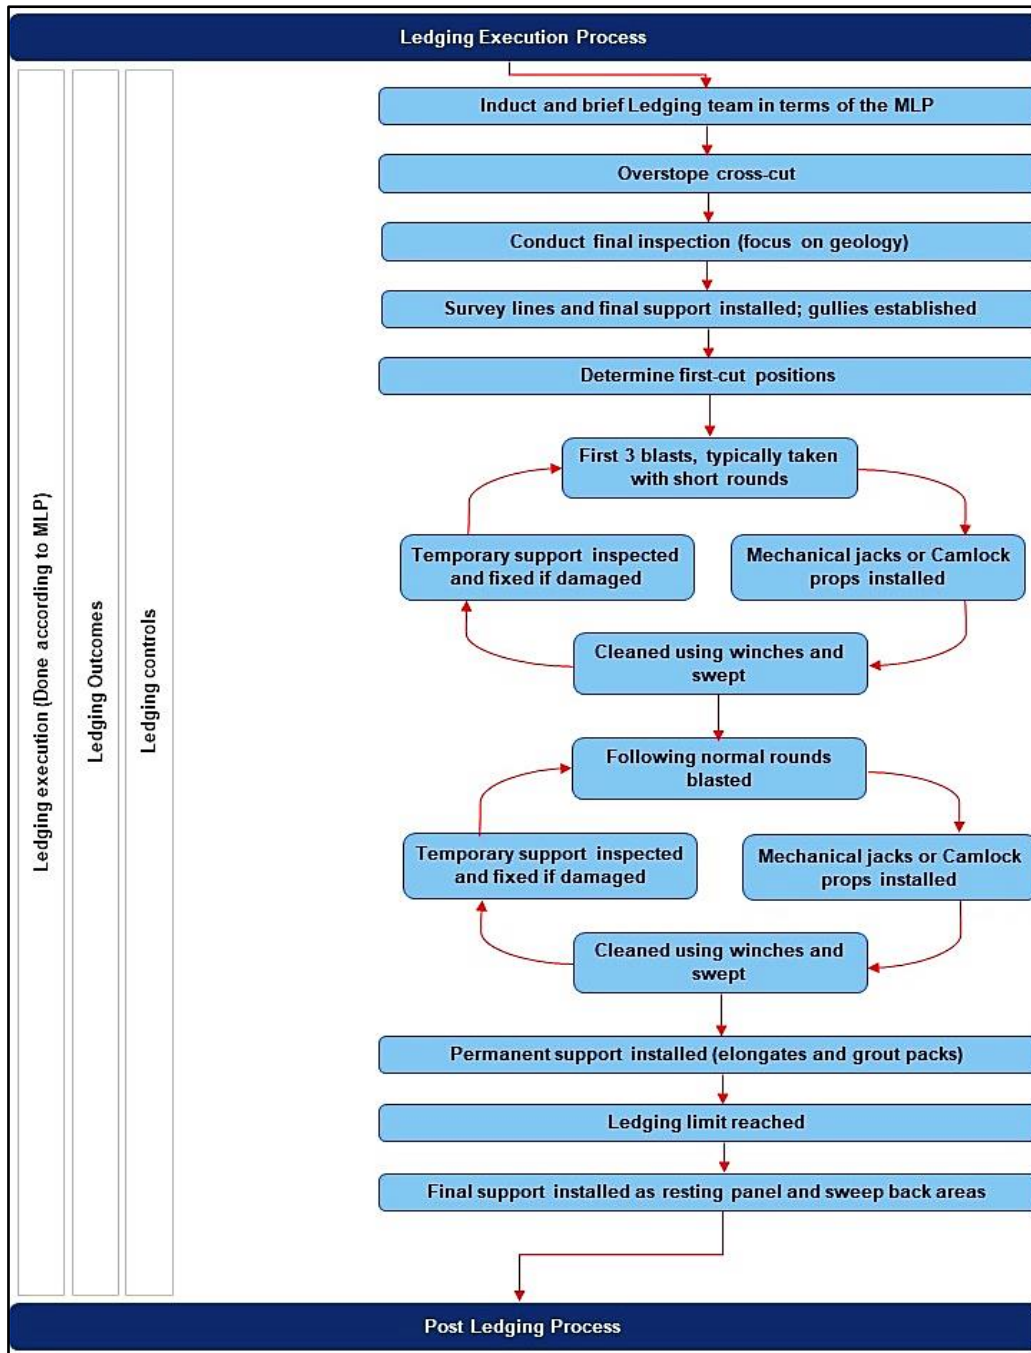 Ledging Execution Process
Ledging execution (Done according to MLP)
Ledging Outcomes
Ledging controls
Induct and brief Ledging team in terms of the MLP
Overstope cross-cut
Conduct final inspection (focus on geology)
Survey lines and final support installed; gullies established
Determine first-cut positions
First 3 blasts, typically taken
with short rounds
Temporary support inspected
and fixed if damaged
Mechanical jacks or Camlock
props installed
Cleaned using winches and
swept
Following normal rounds
blasted
Temporary support inspected
and fixed if damaged
Mechanical jacks or Camlock
props installed
Cleaned using winches and
swept
Permanent support installed (elongates and grout packs)
Ledging limit reached
Final support installed as resting panel and sweep back areas
Post Ledging Process